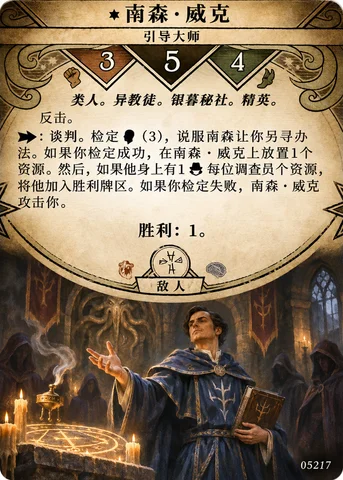 南森·威克
引导大师
3 5 4
类人。异教徒。银暮秘社。精英。
反击。
：谈判。检定（3），说服南森让你另寻办
法。如果你检定成功，在南森·威克上放置1个
资源。然后，如果他身上有1每位调查员个资源，
将他加入胜利牌区。如果你检定失败，南森·威克
攻击你。
胜利：1。
敌人
05217